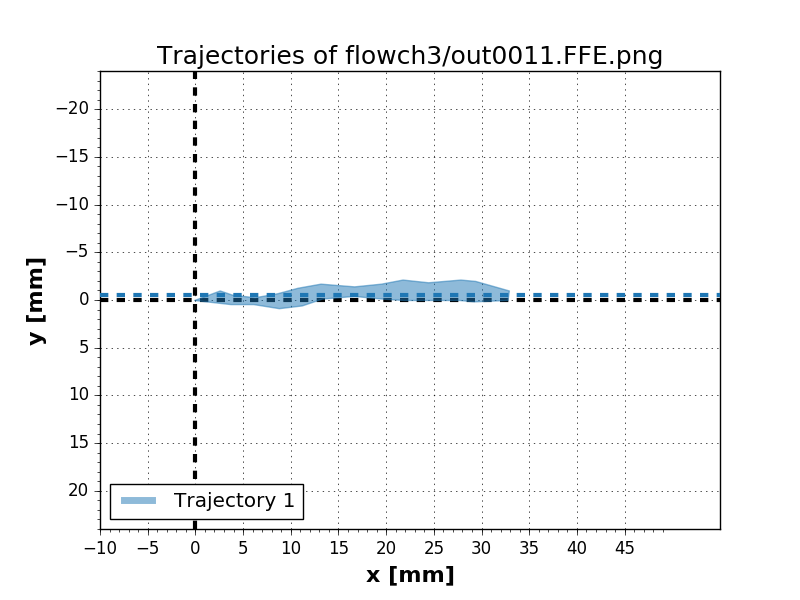 Trajectories of flowch3/out0011.FFE.png
y [mm]
−20
−15
−10
−5
0
5
10
15
20
Trajectory 1
−10 −5 0 5 10 15 20 25 30 35 40 45
x [mm]